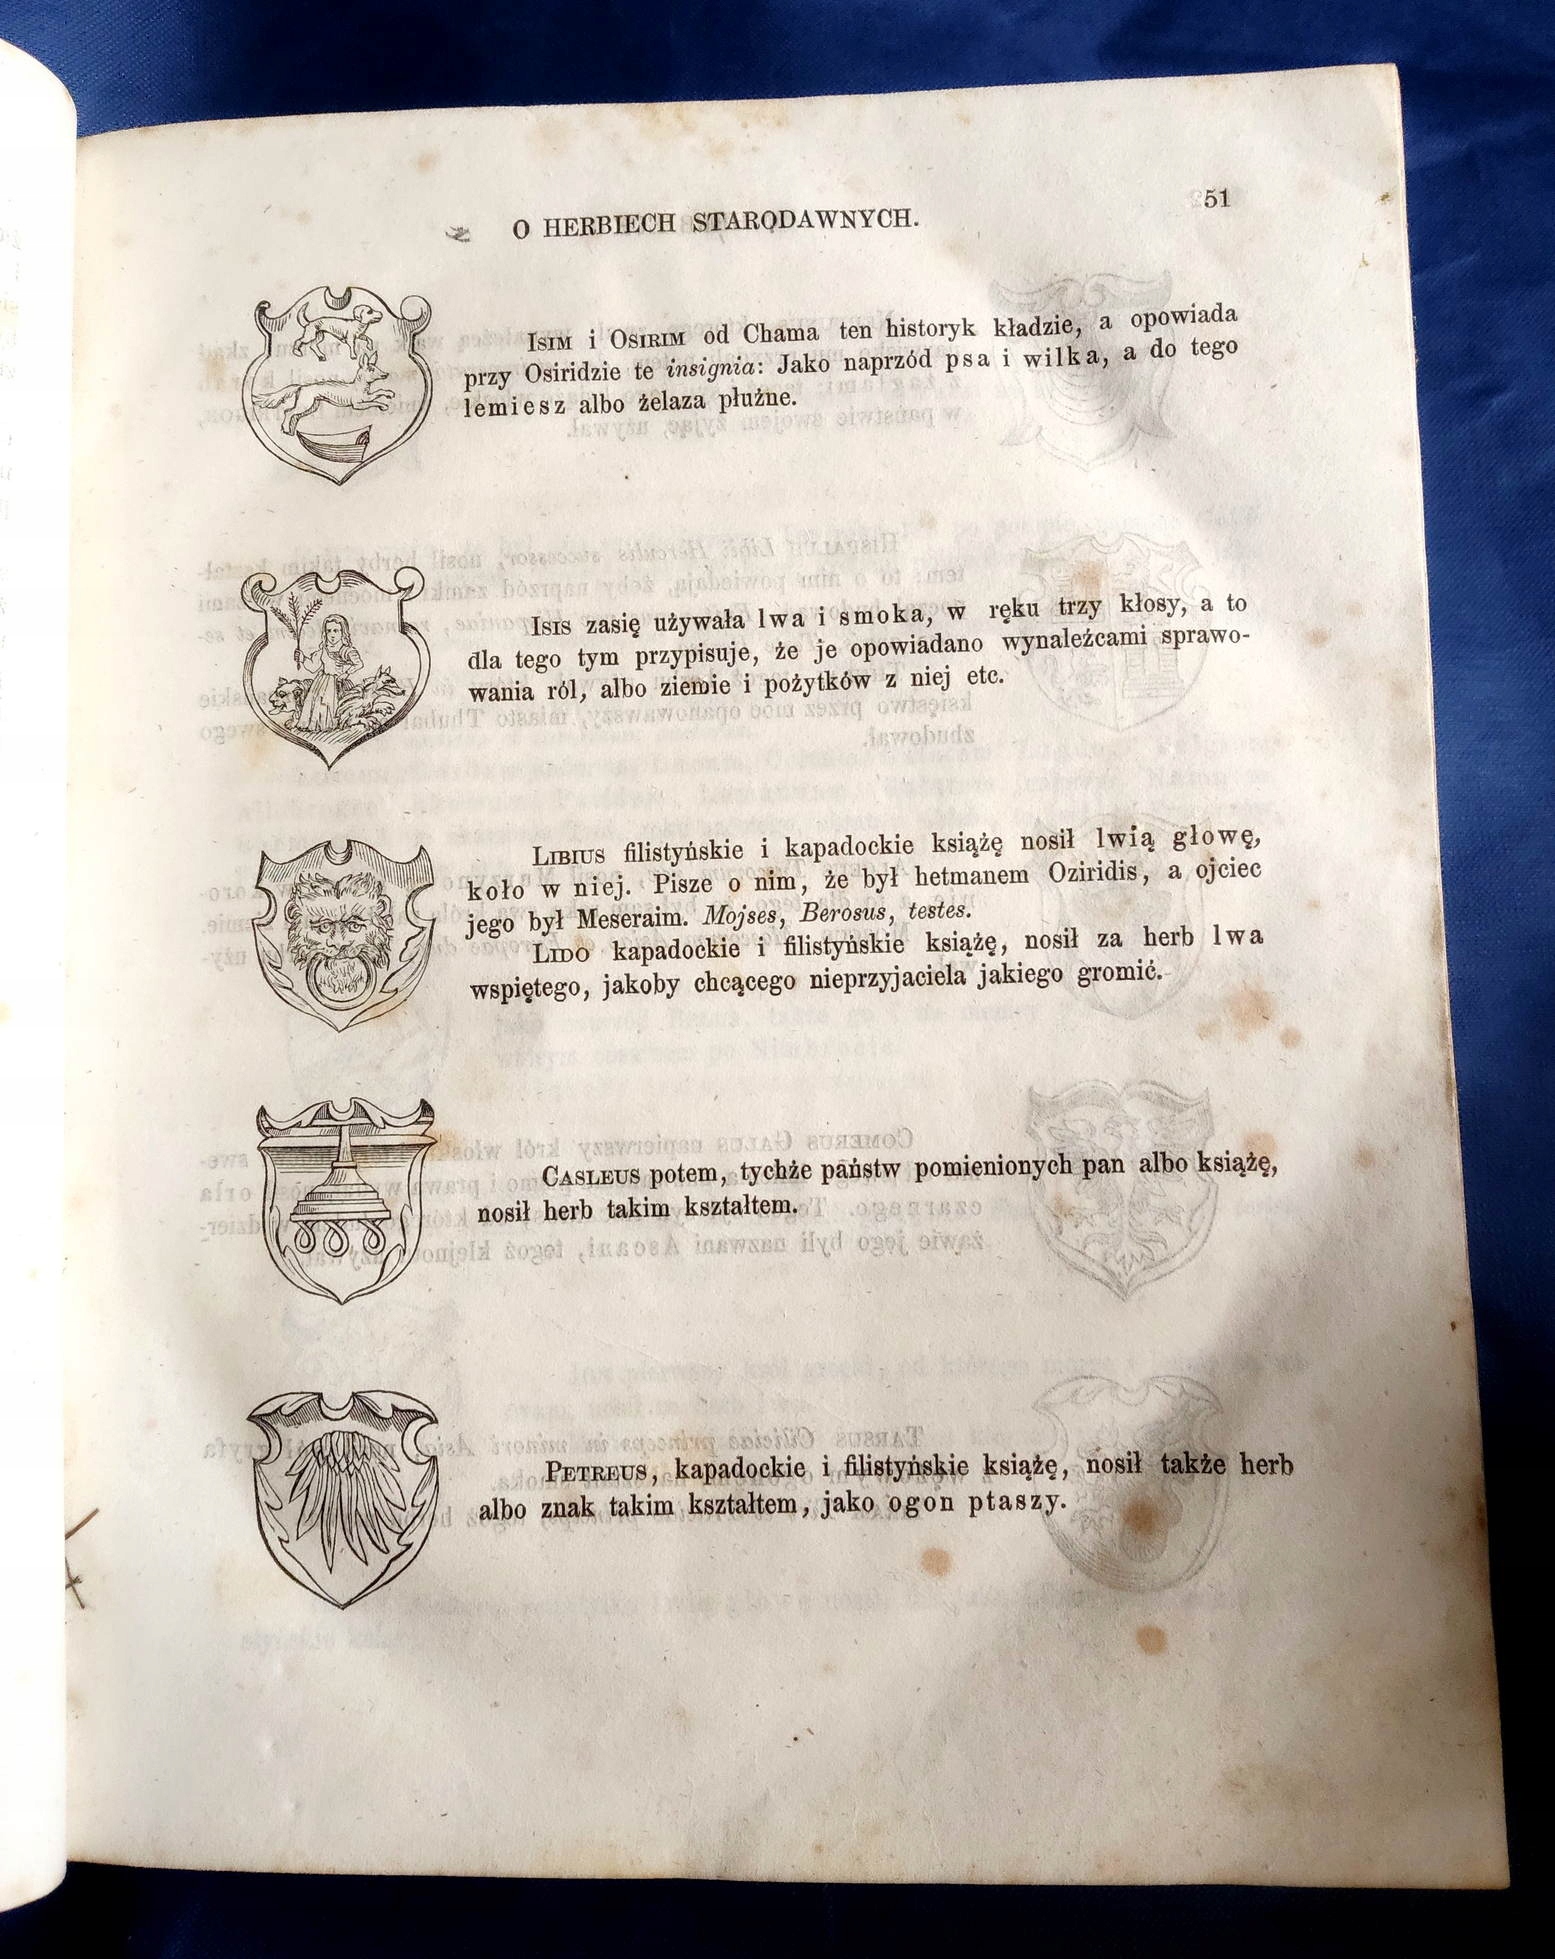 51
O HERBIECH STARODAWNYCH.
Isim i Osirim od Chama ten historyk kładzie, a opowiada
przy Osiridzie te insignia: Jako naprzód psa i wilka, a do tego
lemiesz albo żelaza płużne.
Isis zasię używała lwa i smoka, w ręku trzy kłosy, a to
dla tego tym przypisuje, że je opowiadano wynaleźcami sprawo-
wania ról, albo ziemie i pożytków z niej etc.
Libius filistyńskie i kapadockie książę nosił lwią głowę,
koło w niej. Pisze o nim, że był hetmanem Oziridis, a ojciec
jego był Meseraim. Mojses, Berosus, testes.
Lido kapadockie i filistyńskie książę, nosił za herb lwa
wspiętego, jakoby chcącego nieprzyjaciela jakiego gromić.
Casleus potem, tychże państw pomienionych pan albo książę,
nosił herb takim kształtem.
Petreus, kapadockie i filistyńskie książę, nosił także herb
albo znak takim kształtem, jako ogon ptaszy.